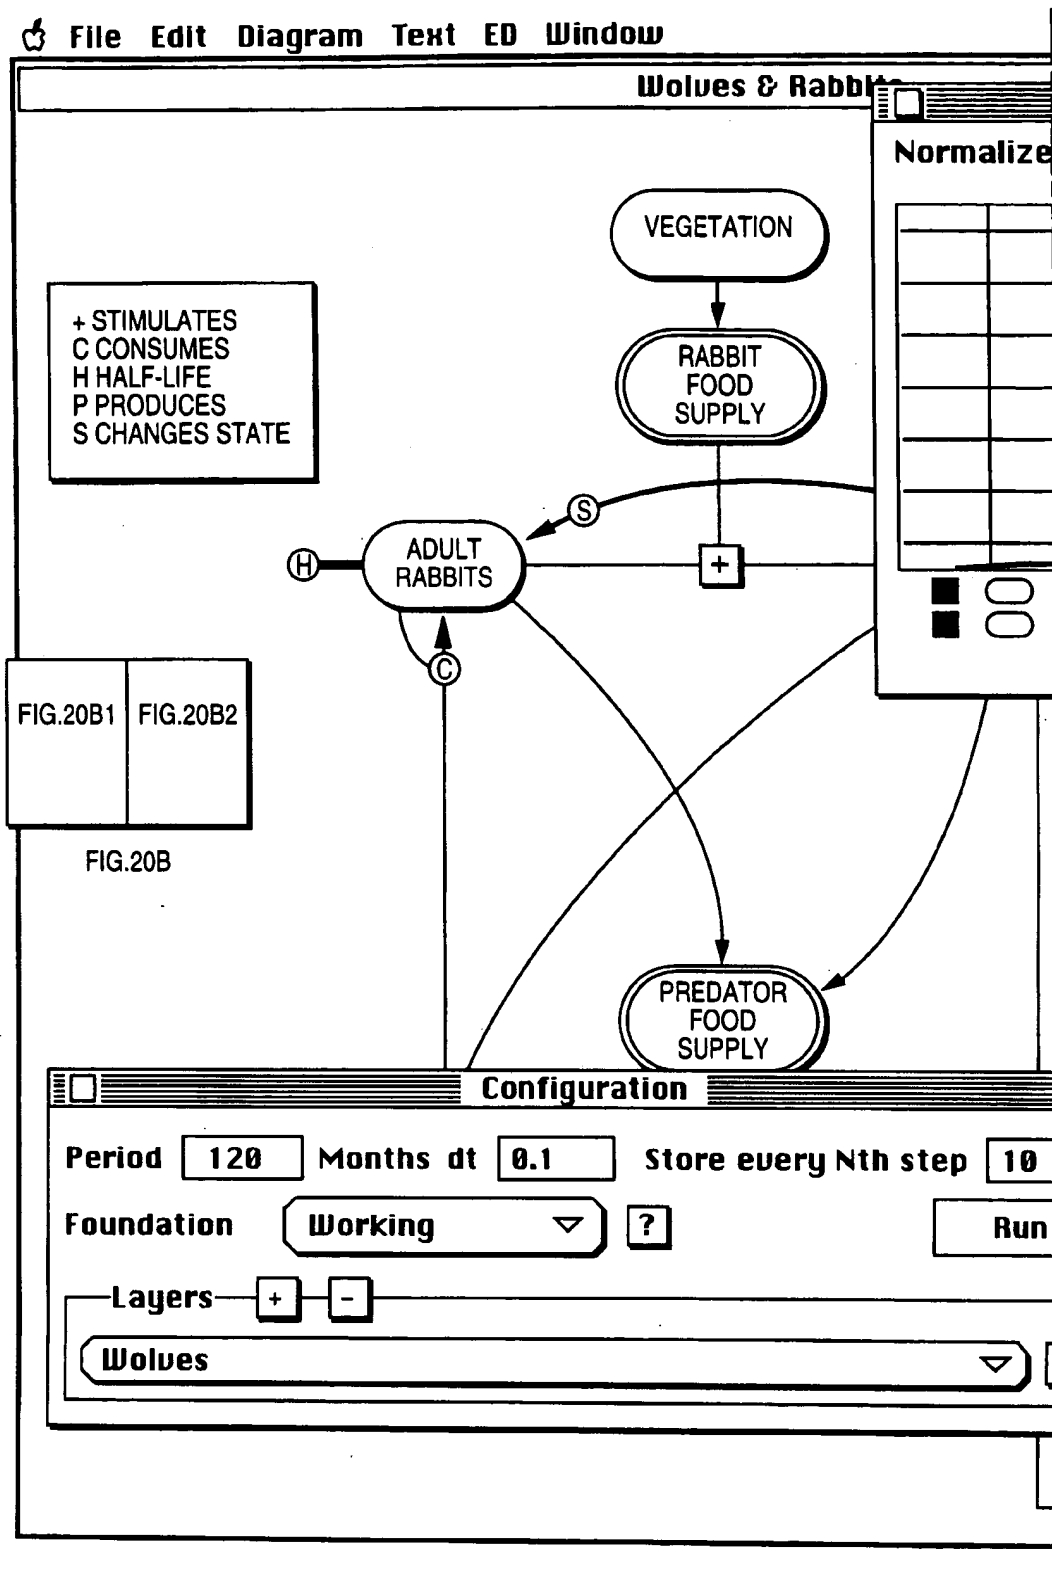 File Edit Diagram Text ED Window
Wolves & Rabbits
Normalize
VEGETATION
+ STIMULATES
C CONSUMES
H HALF-LIFE
P PRODUCES
S CHANGES STATE
RABBIT
FOOD
SUPPLY
S
H
ADULT
RABBITS
+
C
FIG.20B1 FIG.20B2
FIG.20B
PREDATOR
FOOD
SUPPLY
Configuration
Period 120 Months dt 0.1 Store every Nth step 10
Foundation Working ? Run
Layers + -
Wolves